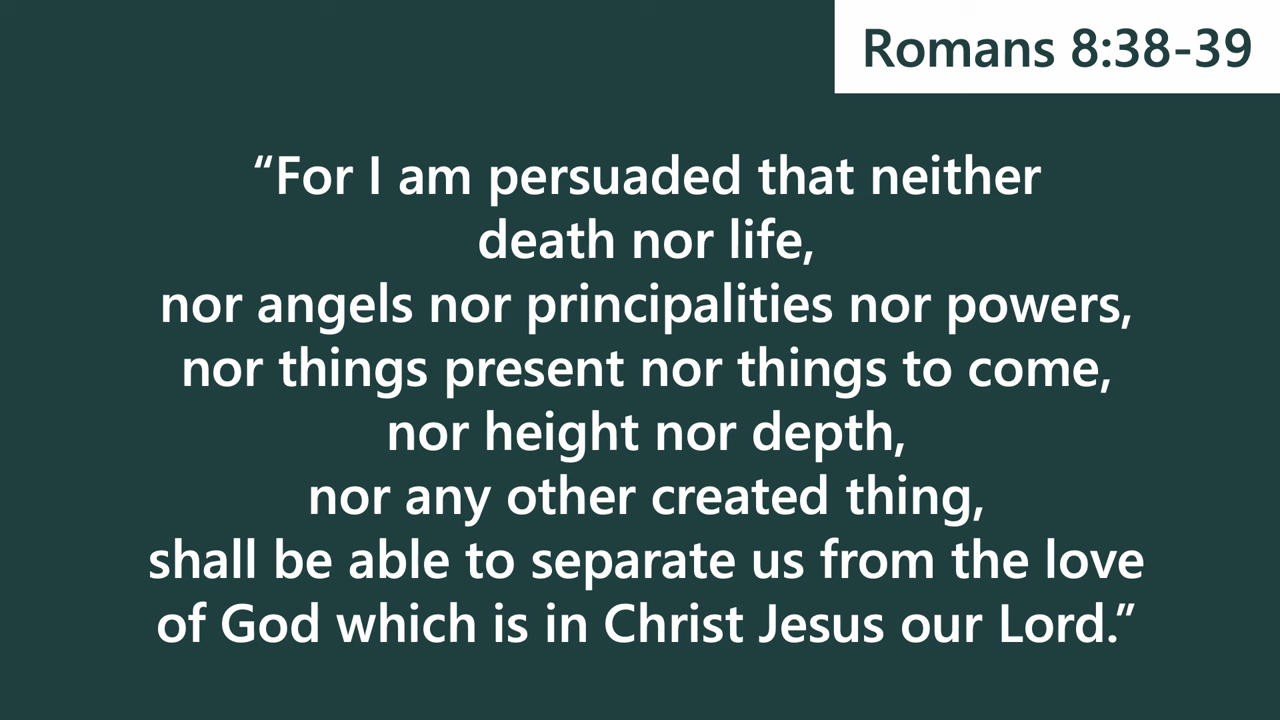 Romans 8:38-39
“For I am persuaded that neither
death nor life,
nor angels nor principalities nor powers,
nor things present nor things to come,
nor height nor depth,
nor any other created thing,
shall be able to separate us from the love
of God which is in Christ Jesus our Lord.”